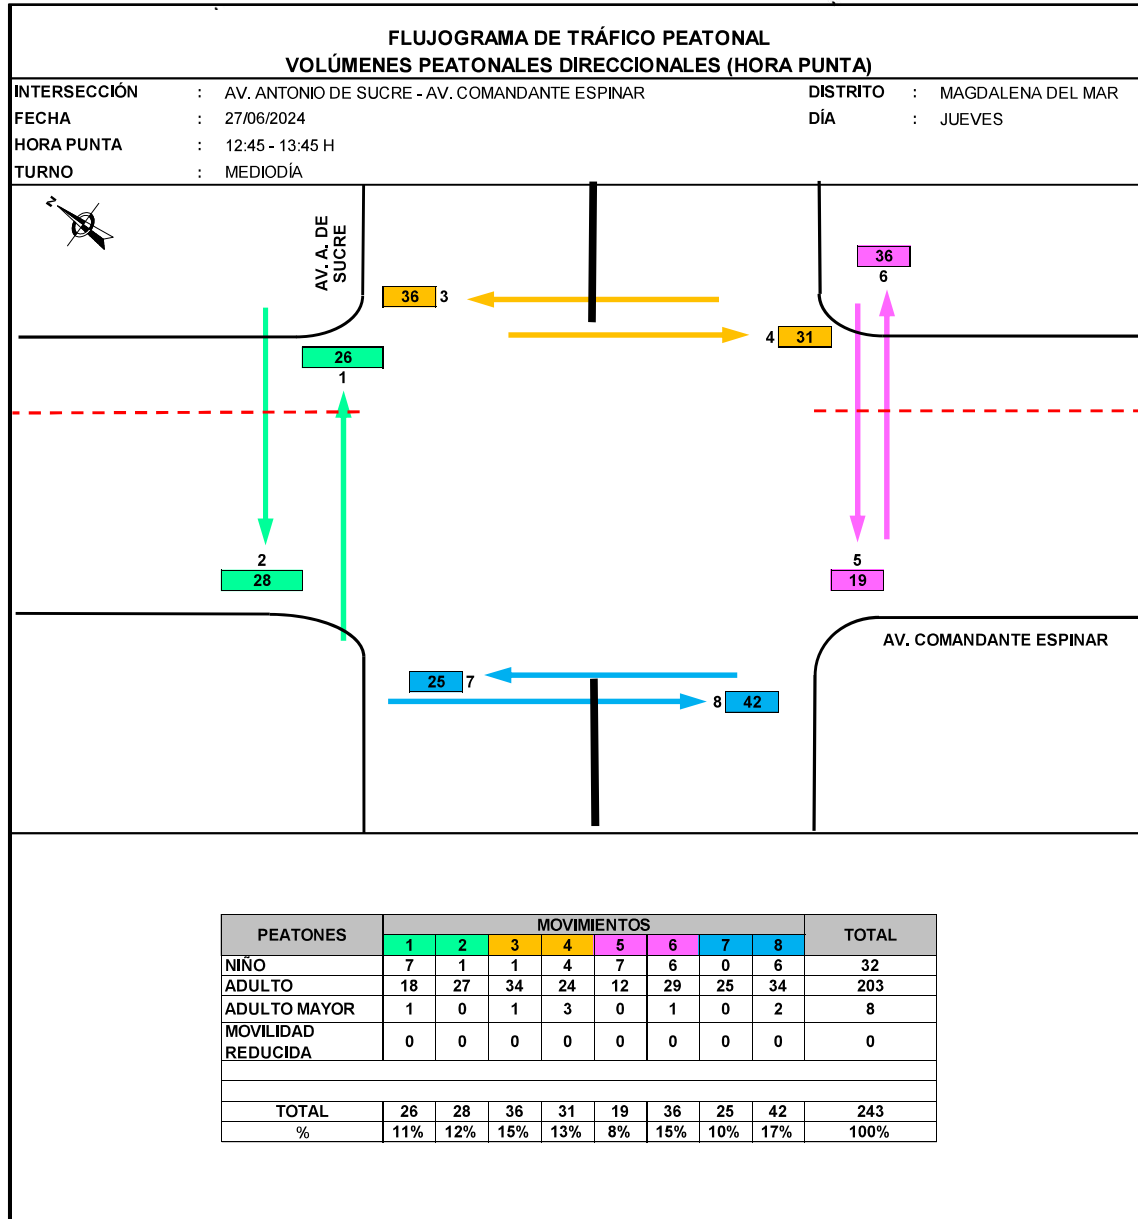 FLUJOGRAMA DE TRÁFICO PEATONAL
VOLÚMENES PEATONALES DIRECCIONALES (HORA PUNTA)
INTERSECCIÓN : AV. ANTONIO DE SUCRE - AV. COMANDANTE ESPINAR DISTRITO : MAGDALENA DEL MAR
FECHA : 27/06/2024 DÍA : JUEVES
HORA PUNTA : 12:45 - 13:45 H
TURNO : MEDIODÍA
N
AV. A. DE
SUCRE
36
6
36 3
4 31
26
1
2
28
5
19
AV. COMANDANTE ESPINAR
25 7
8 42
PEATONES MOVIMIENTOS TOTAL
1 2 3 4 5 6 7 8
NIÑO 7 1 1 4 7 6 0 6 32
ADULTO 18 27 34 24 12 29 25 34 203
ADULTO MAYOR 1 0 1 3 0 1 0 2 8
MOVILIDAD
REDUCIDA 0 0 0 0 0 0 0 0 0
TOTAL 26 28 36 31 19 36 25 42 243
% 11% 12% 15% 13% 8% 15% 10% 17% 100%